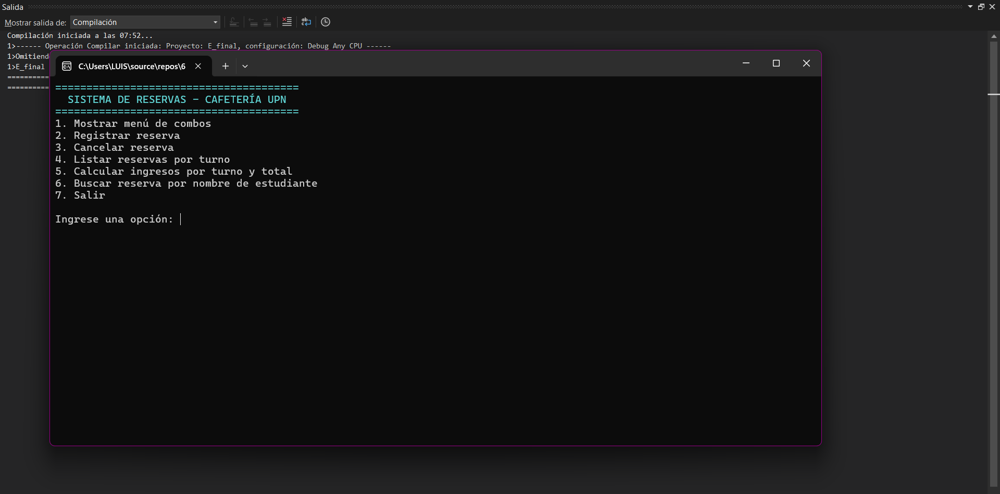 Salida
Mostrar salida de: Compilación
Compilación iniciada a las 07:52...
1>------ Operación Compilar iniciada: Proyecto: E_final, configuración: Debug Any CPU ------
1>Omitiend
1>E_final
==========
==========
C:\Users\LUIS\source\repos\6
=======================================
SISTEMA DE RESERVAS - CAFETERÍA UPN
=======================================
1. Mostrar menú de combos
2. Registrar reserva
3. Cancelar reserva
4. Listar reservas por turno
5. Calcular ingresos por turno y total
6. Buscar reserva por nombre de estudiante
7. Salir
Ingrese una opción: